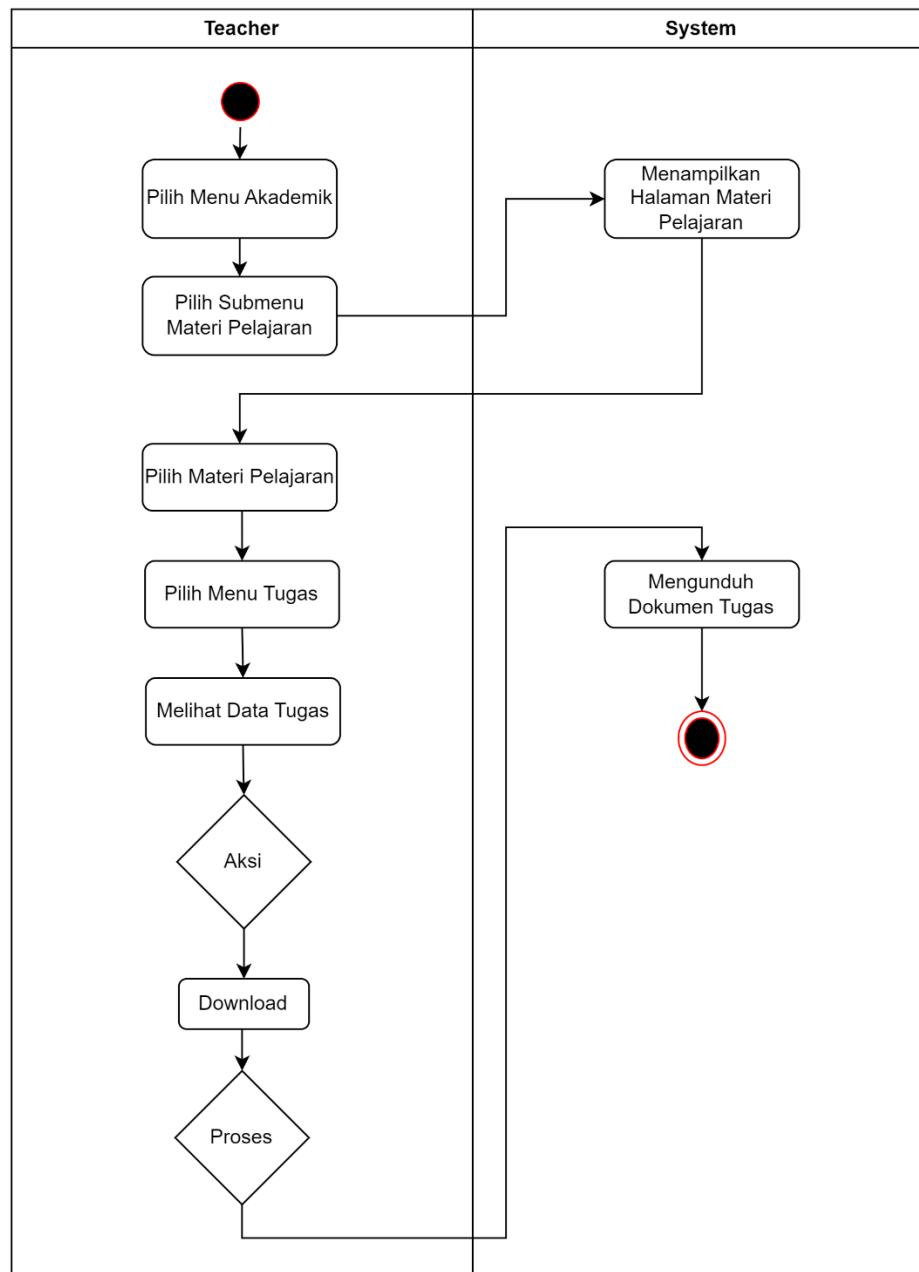 Teacher
System
Pilih Menu Akademik
Menampilkan
Halaman Materi
Pelajaran
Pilih Submenu
Materi Pelajaran
Pilih Materi Pelajaran
Pilih Menu Tugas
Mengunduh
Dokumen Tugas
Melihat Data Tugas
Aksi
Download
Proses